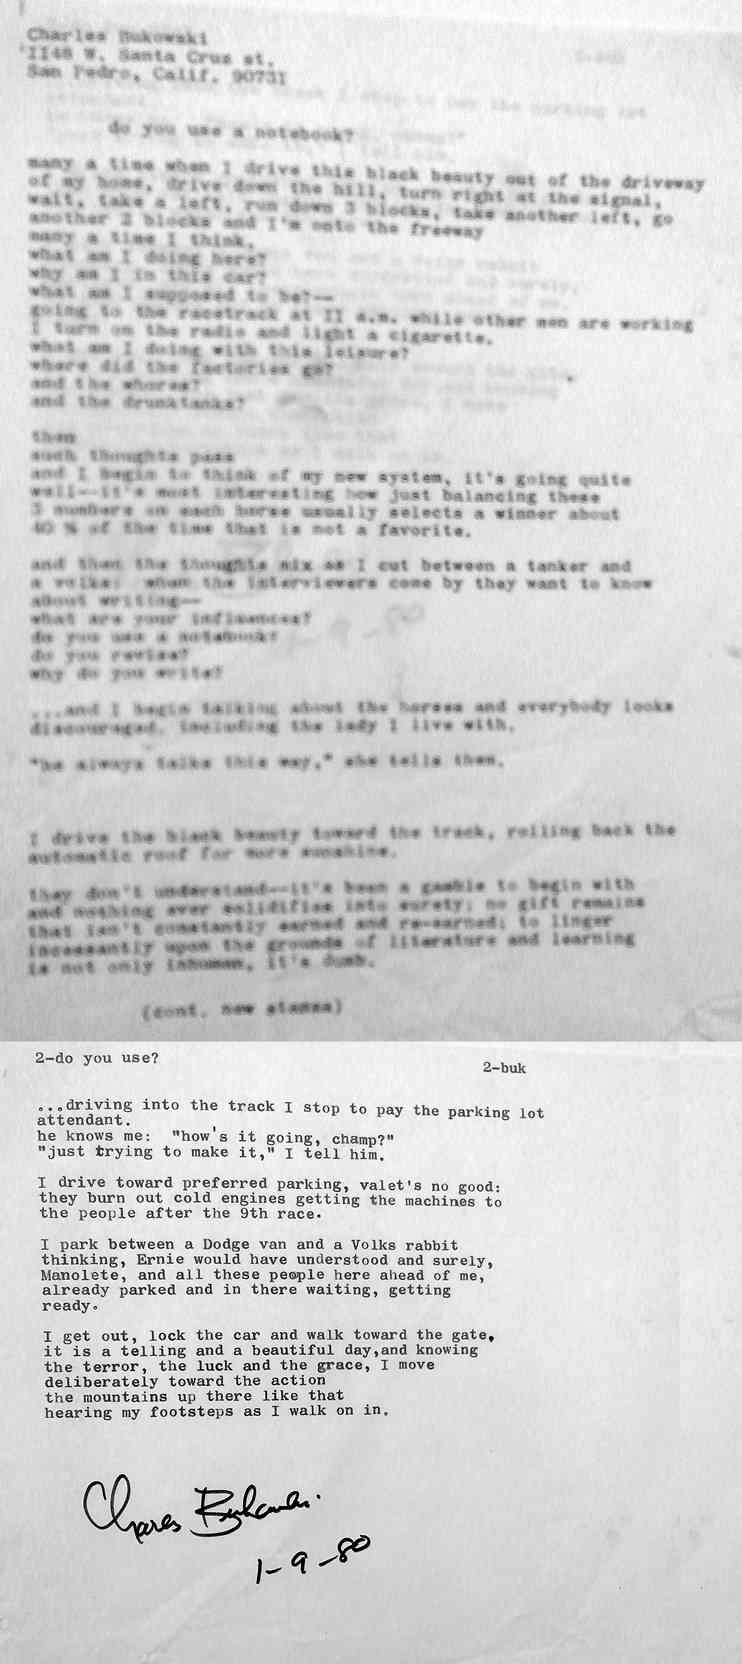 Charles Bukowski
1148 W. Santa Cruz st.
San Pedro, Calif. 90731
do you use a notebook?
many a time when I drive this black beauty out of the driveway
of my home, drive down the hill, turn right at the signal,
wait, take a left, run down 3 blocks, take another left, go
another 2 blocks and I'm onto the freeway
many a time I think,
what am I doing here?
why am I in this car?
what am I supposed to be?--
going to the racetrack at II a.m. while other men are working
I turn on the radio and light a cigarette.
what am I doing with this leisure?
where did the factories go?
and the whores?
and the drunktanks?
then
such thoughts pass
and I begin to think of my new system, it's going quite
well--it's most interesting how just balancing these
3 numbers on each horse usually selects a winner about
40 % of the time that is not a favorite.
and then the thoughts mix as I cut between a tanker and
a volks: when the interviewers come by they want to know
about writing--
what are your influences?
do you use a notebook?
do you revise?
why do you write?
...and I begin talking about the horses and everybody looks
discouraged, including the lady I live with.
"he always talks this way," she tells them.
I drive the black beauty toward the track, rolling back the
automatic roof for more sunshine.
they don't understand--it's been a gamble to begin with
and nothing ever solidifies into surety; no gift remains
that isn't constantly earned and re-earned; to linger
incessantly upon the grounds of literature and learning
is not only inhuman, it's dumb.
(cont. new stanza)
2-do you use?
2-buk
...driving into the track I stop to pay the parking lot
attendant.
he knows me: "how's it going, champ?"
"just trying to make it," I tell him.
I drive toward preferred parking, valet's no good:
they burn out cold engines getting the machines to
the people after the 9th race.
I park between a Dodge van and a Volks rabbit
thinking, Ernie would have understood and surely,
Manolete, and all these people here ahead of me,
already parked and in there waiting, getting
ready.
I get out, lock the car and walk toward the gate,
it is a telling and a beautiful day,and knowing
the terror, the luck and the grace, I move
deliberately toward the action
the mountains up there like that
hearing my footsteps as I walk on in.
Charles Bukowski
1-9-80